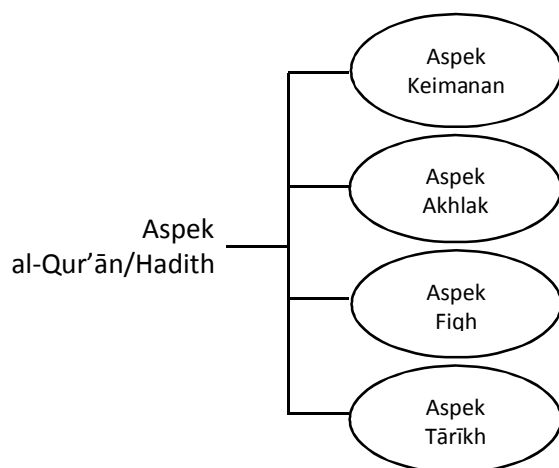 Aspek
al-Qur’ān/Hadith
Aspek
Keimanan
Aspek
Akhlak
Aspek
Fiqh
Aspek
Tārīkh